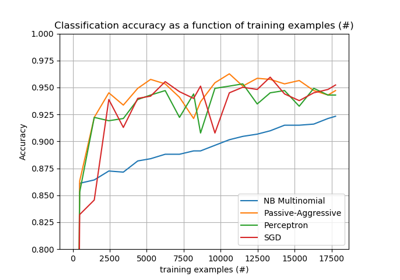 Classification accuracy as a function of training examples (#)
1.000
0.975
0.950
0.925
0.900
0.875
0.850
0.825
0.800
Accuracy
NB Multinomial
Passive-Aggressive
Perceptron
SGD
0 2500 5000 7500 10000 12500 15000 17500
training examples (#)